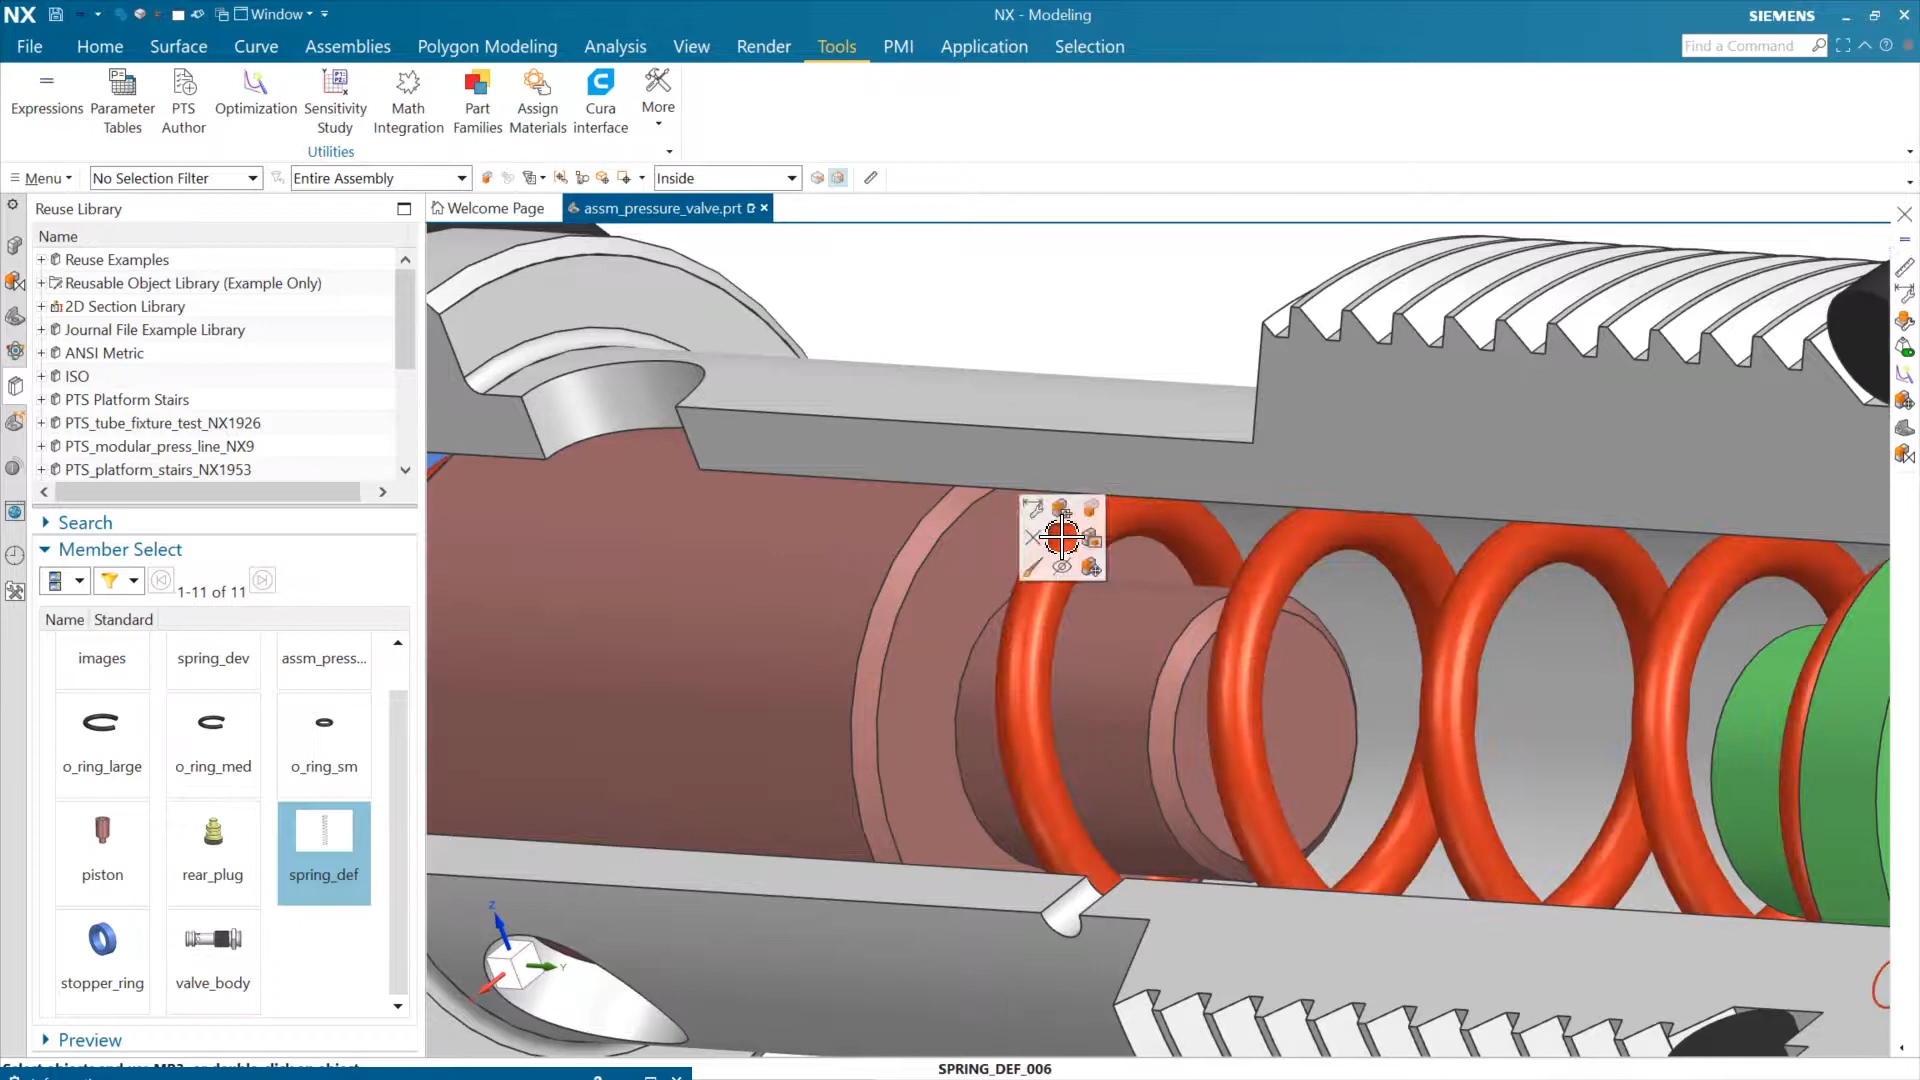 NX
Window
NX - Modeling
SIEMENS
File Home Surface Curve Assemblies Polygon Modeling Analysis View Render Tools PMI Application Selection
Find a Command
Expressions
Parameter Tables
PTS Author
Optimization
Sensitivity Study
Math Integration
Part Families
Assign Materials
Cura interface
More
Utilities
Menu
No Selection Filter
Entire Assembly
Inside
Reuse Library
Welcome Page
assm_pressure_valve.prt
Name
Reuse Examples
Reusable Object Library (Example Only)
2D Section Library
Journal File Example Library
ANSI Metric
ISO
PTS Platform Stairs
PTS_tube_fixture_test_NX1926
PTS_modular_press_line_NX9
PTS_platform_stairs_NX1953
Search
Member Select
1-11 of 11
Name Standard
images spring_dev assm_press...
o_ring_large o_ring_med o_ring_sm
piston rear_plug spring_def
stopper_ring valve_body
Preview
Z
Y
SPRING_DEF_006